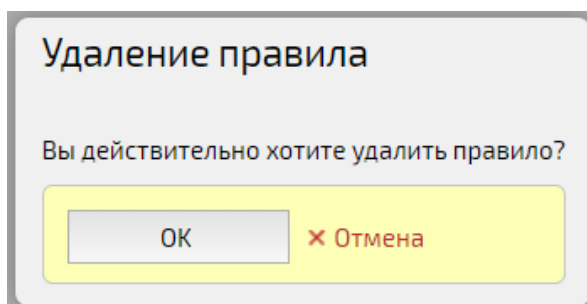 Удаление правила
Вы действительно хотите удалить правило?
ОК
Отмена